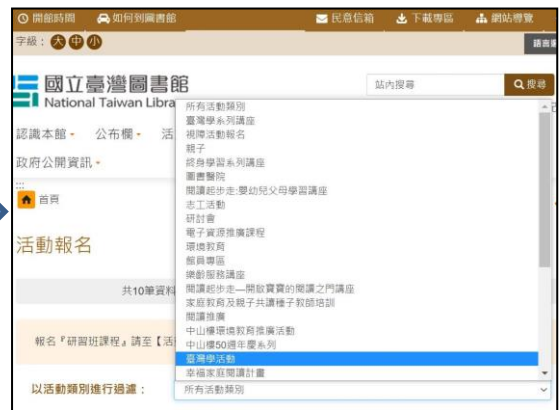 開館時間 如何到圖書館 民意信箱 下載專區 網站導覽
字級： 大 中 小
國立臺灣圖書館
National Taiwan Libra
站內搜尋 搜尋
認識本館 公布欄 活
政府公開資訊
:::
首頁
活動報名
共10筆資料
報名『研習班課程』請至【活
以活動類別進行過濾： 所有活動類別
所有活動類別
臺灣學系列講座
視障活動報名
親子
終身學習系列講座
圖書醫院
閱讀起步走:嬰幼兒父母學習講座
志工活動
研討會
電子資源推廣課程
環境教育
館員專區
樂齡服務講座
閱讀起步走—開啟寶寶的閱讀之門講座
家庭教育及親子共讀種子教師培訓
閱讀推廣
中山樓環境教育推廣活動
中山樓50週年慶系列
臺灣學活動
幸福家庭閱讀計畫